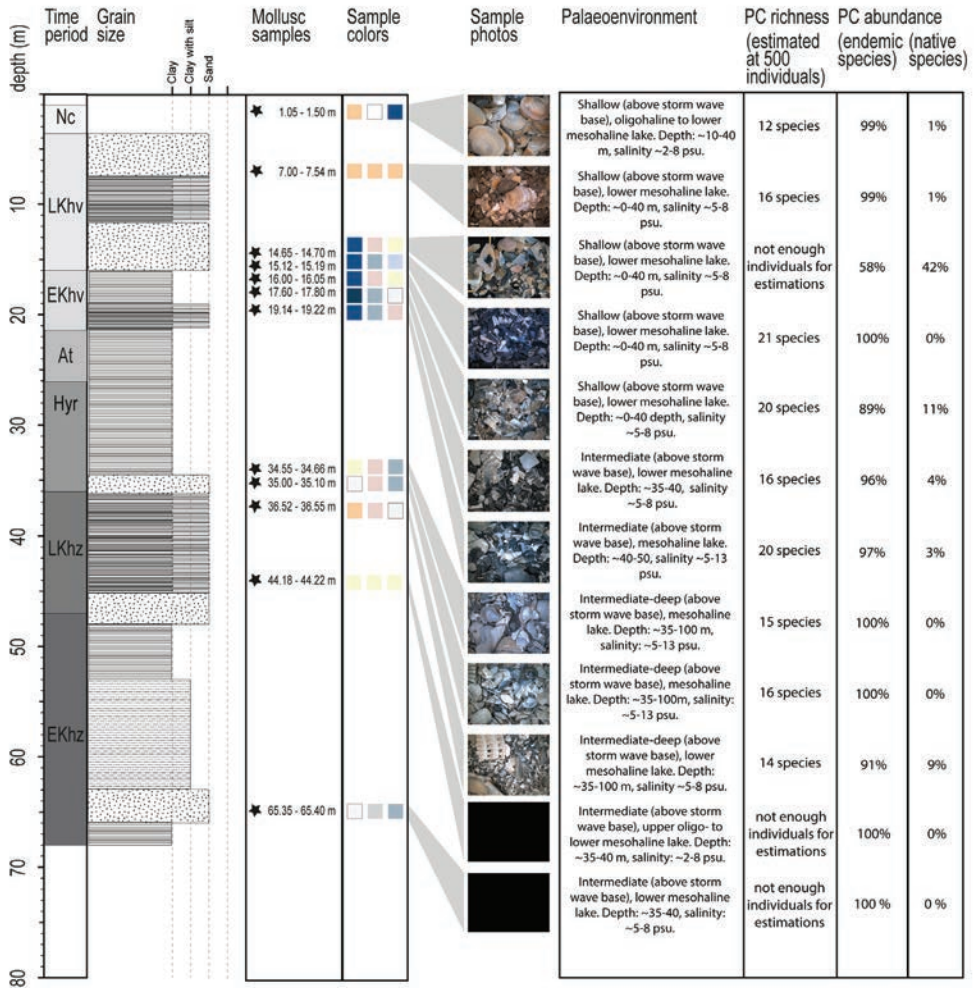 Time period
Grain size
Mollusc samples
Sample colors
Sample photos
Palaeoenvironment
PC richness (estimated at 500 individuals)
PC abundance
(endemic species)
(native species)
depth (m)
Clay
Clay with silt
Sand
10
20
30
40
50
60
70
80
Nc
LKhv
EKhv
At
Hyr
LKhz
EKhz
1.05 - 1.50 m
7.00 - 7.54 m
14.65 - 14.70 m
15.12 - 15.19 m
16.00 - 16.05 m
17.60 - 17.80 m
19.14 - 19.22 m
34.55 - 34.66 m
35.00 - 35.10 m
36.52 - 36.55 m
44.18 - 44.22 m
65.35 - 65.40 m
Shallow (above storm wave
base), oligohaline to lower
mesohaline lake. Depth: ~10-40
m, salinity ~2-8 psu.
12 species
99%
1%
Shallow (above storm wave
base), lower mesohaline lake.
Depth: ~0-40 m, salinity ~5-8
psu.
16 species
99%
1%
Shallow (above storm wave
base), lower mesohaline lake.
Depth: ~0-40 m, salinity ~5-8
psu.
not enough
individuals for
estimations
58%
42%
Shallow (above storm wave
base), lower mesohaline lake.
Depth: ~0-40 m, salinity ~5-8
psu.
21 species
100%
0%
Shallow (above storm wave
base), lower mesohaline lake.
Depth: ~0-40 depth, salinity
~5-8 psu.
20 species
89%
11%
Intermediate (above storm
wave base), lower mesohaline
lake. Depth: ~35-40, salinity
~5-8 psu.
16 species
96%
4%
Intermediate (above storm
wave base), mesohaline lake.
Depth: ~40-50, salinity ~5-13
psu.
20 species
97%
3%
Intermediate-deep (above
storm wave base), mesohaline
lake. Depth: ~35-100 m,
salinity: ~5-13 psu.
15 species
100%
0%
Intermediate-deep (above
storm wave base), mesohaline
lake. Depth: ~35-100m, salinity:
~5-13 psu.
16 species
100%
0%
Intermediate-deep (above
storm wave base), lower
mesohaline lake. Depth:
~35-100 m, salinity ~5-8 psu.
14 species
91%
9%
Intermediate (above storm
wave base), upper oligo- to
lower mesohaline lake. Depth:
~35-40 m, salinity: ~2-8 psu.
not enough
individuals for
estimations
100%
0%
Intermediate (above storm
wave base), lower mesohaline
lake. Depth: ~35-40, salinity:
~5-8 psu.
not enough
individuals for
estimations
100 %
0 %